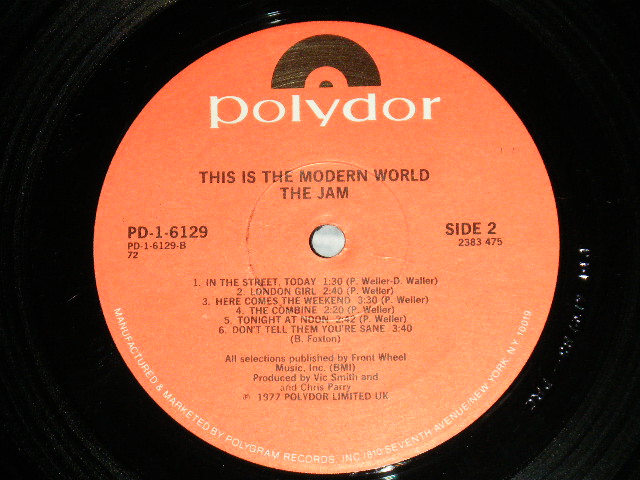 polydor
THIS IS THE MODERN WORLD
THE JAM
PD-1-6129
PD-1-6129-B
72
SIDE 2
2383 475
1. IN THE STREET, TODAY 1:30 (P. Weller-D. Waller)
2. LONDON GIRL 2:40 (P. Weller)
3. HERE COMES THE WEEKEND 3:30 (P. Weller)
4. THE COMBINE 2:20 (P. Weller)
5. TONIGHT AT NOON 2:42 (P. Weller)
6. DON'T TELL THEM YOU'RE SANE 3:40
(B. Foxton)
All selections published by Front Wheel
Music, Inc. (BMI)
Produced by Vic Smith and
and Chris Parry
℗ 1977 POLYDOR LIMITED UK
MANUFACTURED & MARKETED BY POLYGRAM RECORDS, INC./810 SEVENTH AVENUE/NEW YORK, N.Y. 10019